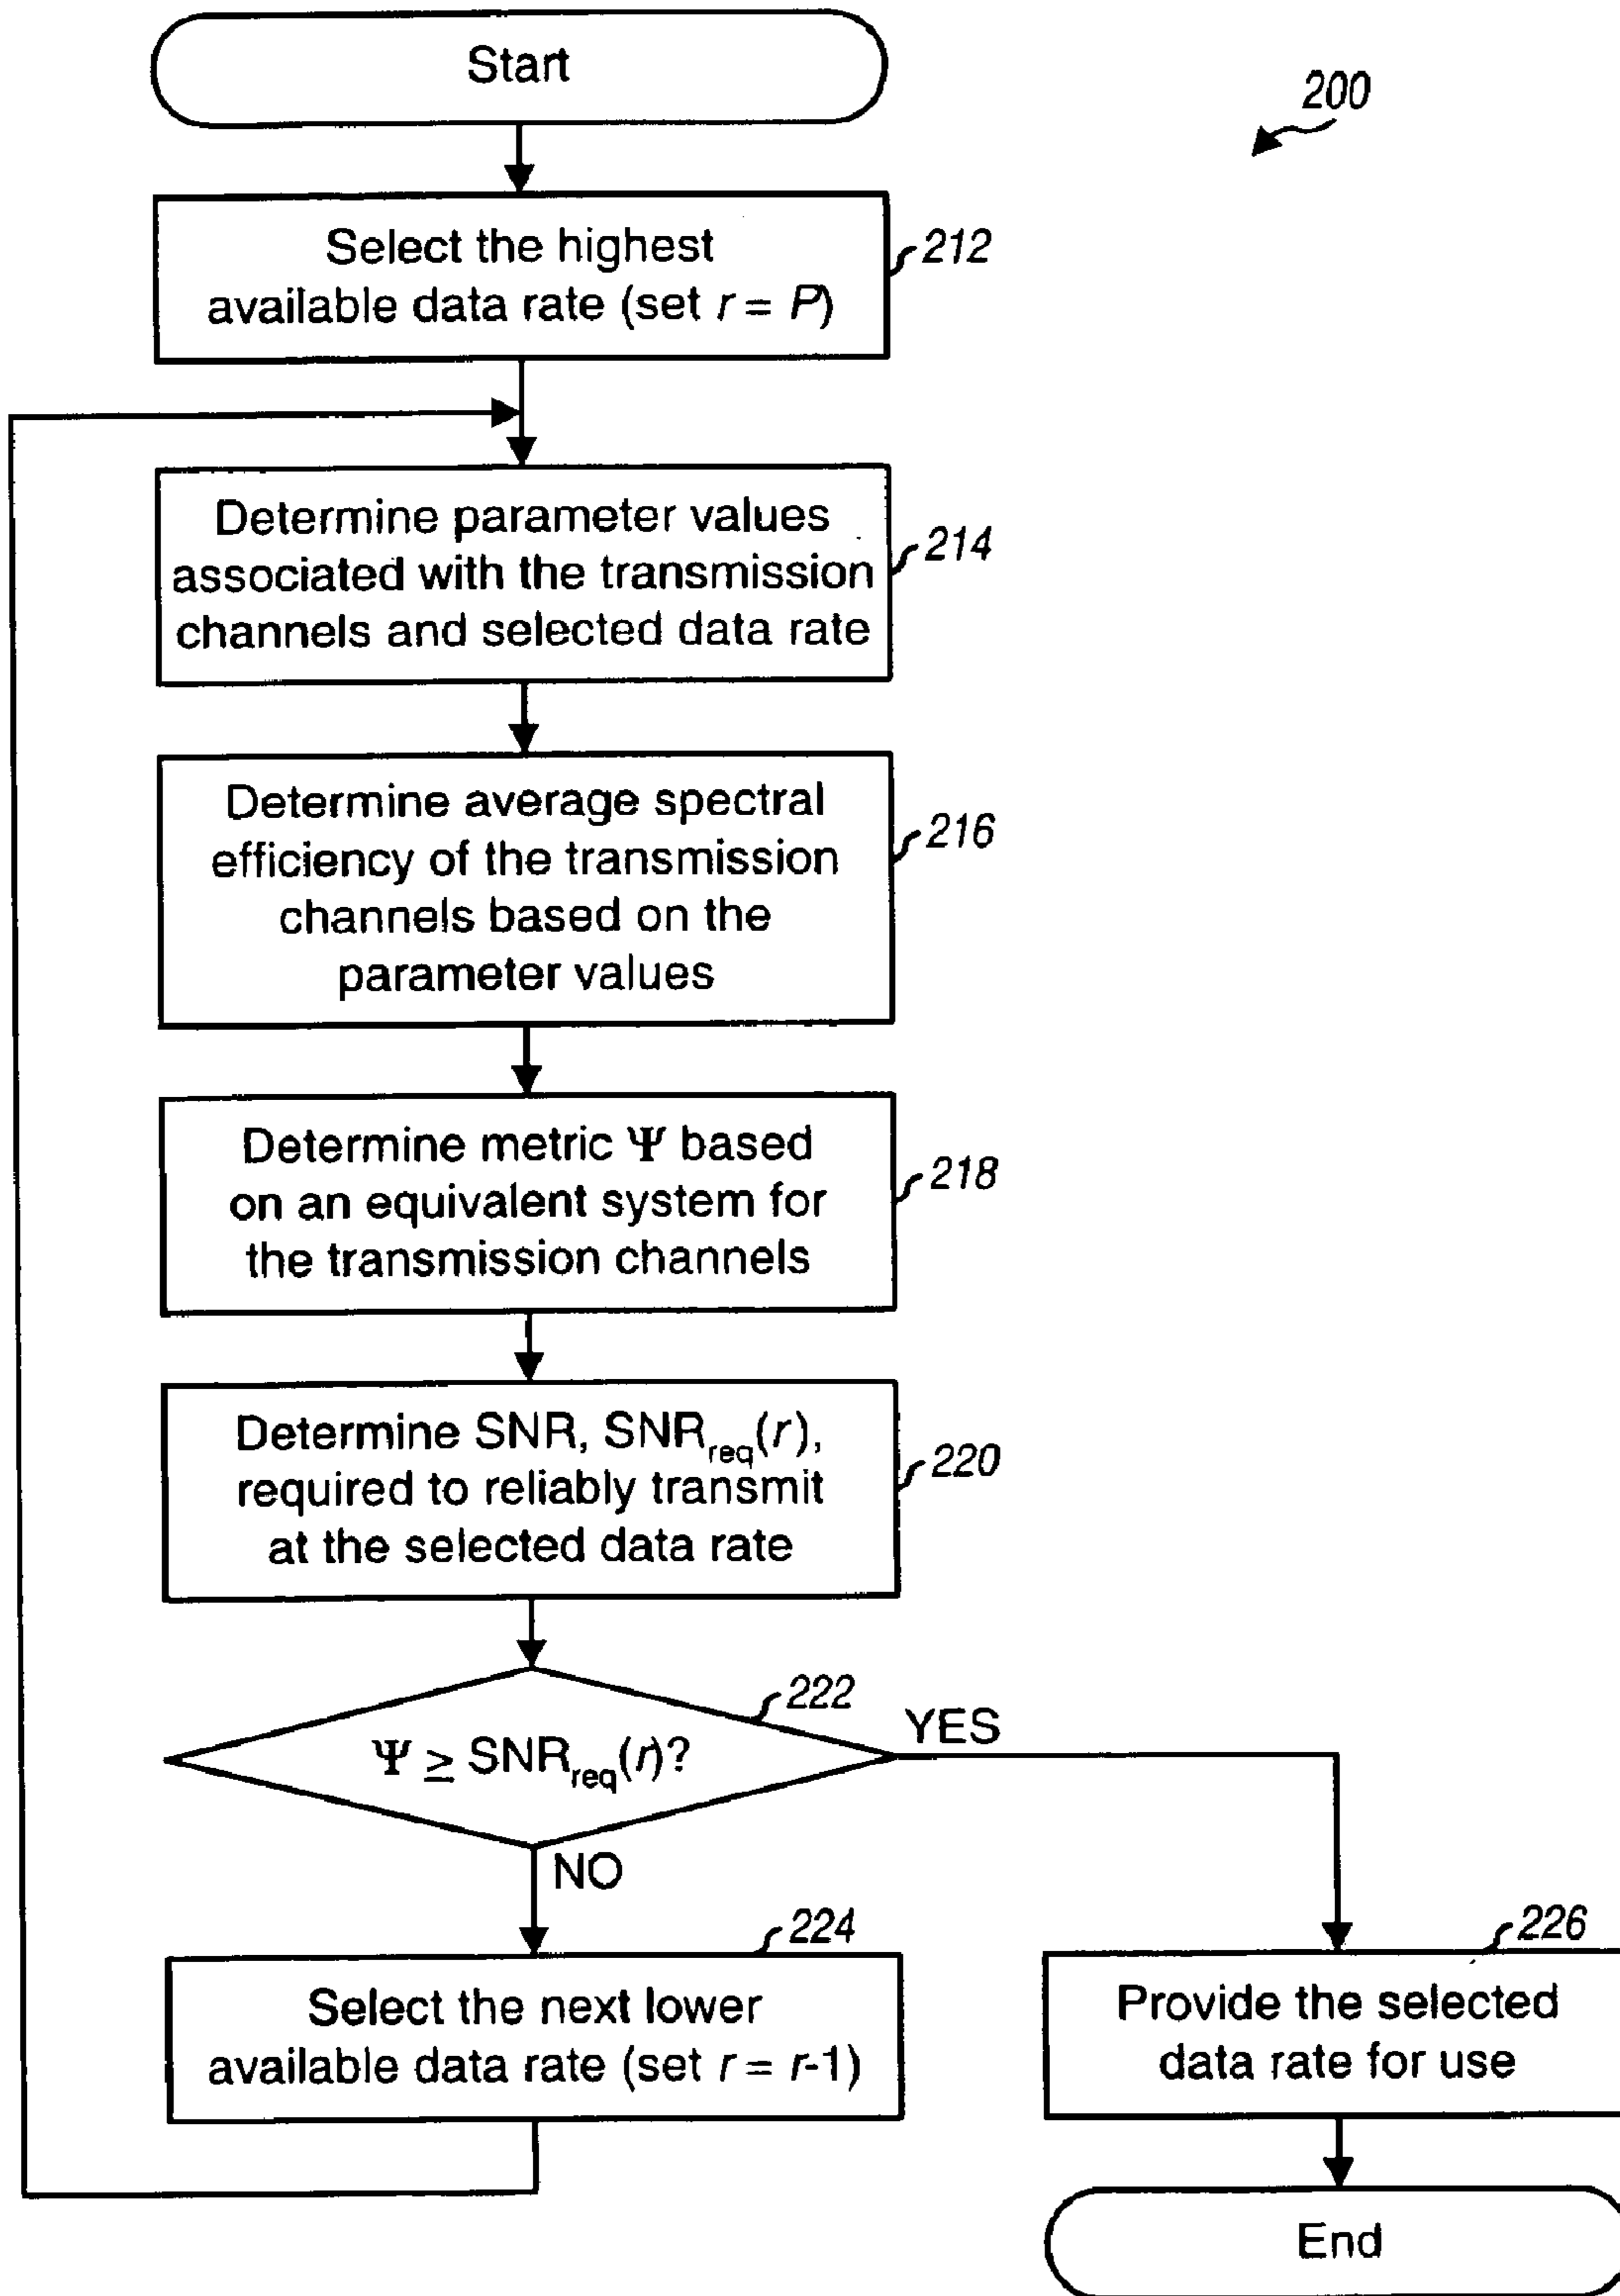 Start
200
Select the highest
available data rate (set r = P)
212
Determine parameter values
associated with the transmission
channels and selected data rate
214
Determine average spectral
efficiency of the transmission
channels based on the
parameter values
216
Determine metric Ψ based
on an equivalent system for
the transmission channels
218
Determine SNR, SNRreq(r),
required to reliably transmit
at the selected data rate
220
222
Ψ ≥ SNRreq(r)?
YES
NO
224
Select the next lower
available data rate (set r = r-1)
226
Provide the selected
data rate for use
End